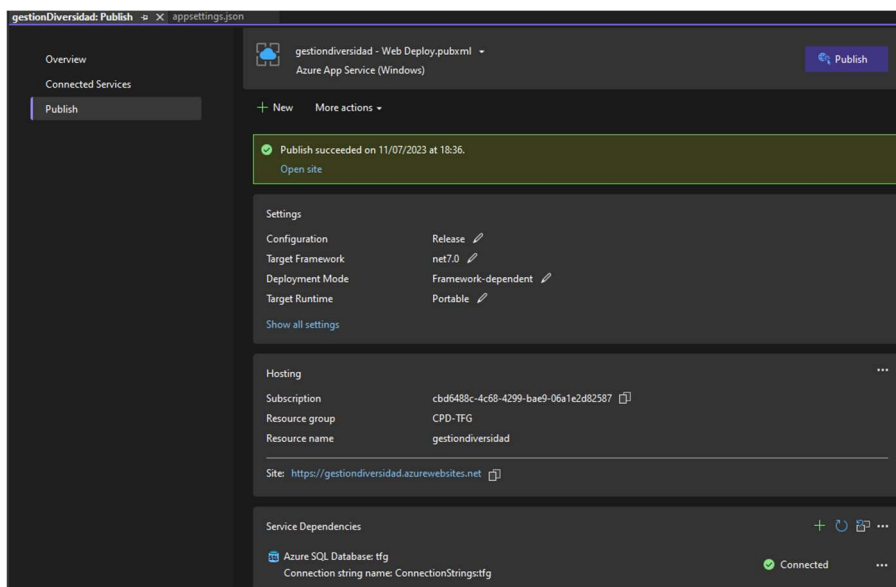 gestionDiversidad: Publish appsettings.json
Overview
Connected Services
Publish
gestiondiversidad - Web Deploy.pubxml
Azure App Service (Windows)
Publish
New More actions
Publish succeeded on 11/07/2023 at 18:36.
Open site
Settings
Configuration Release
Target Framework net7.0
Deployment Mode Framework-dependent
Target Runtime Portable
Show all settings
Hosting
Subscription cbd6488c-4c68-4299-bae9-06a1e2d82587
Resource group CPD-TFG
Resource name gestiondiversidad
Site: https://gestiondiversidad.azurewebsites.net
Service Dependencies
Azure SQL Database: tfg
Connection string name: ConnectionStrings:tfg
Connected